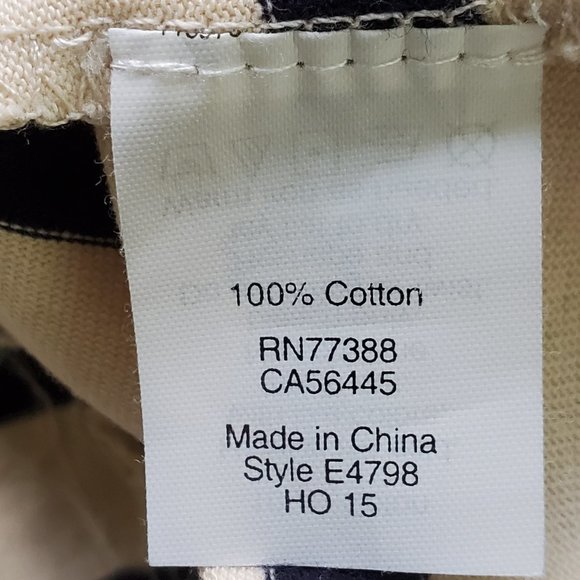 100% Cotton
RN77388
CA56445
Made in China
Style E4798
HO 15